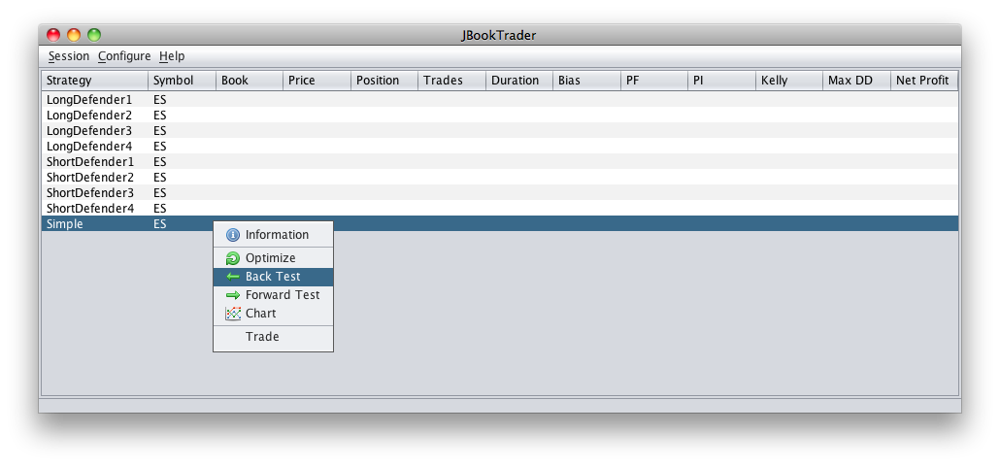 JBookTrader
Session Configure Help
Strategy Symbol Book Price Position Trades Duration Bias PF PI Kelly Max DD Net Profit
LongDefender1 ES
LongDefender2 ES
LongDefender3 ES
LongDefender4 ES
ShortDefender1 ES
ShortDefender2 ES
ShortDefender3 ES
ShortDefender4 ES
Simple ES
Information
Optimize
Back Test
Forward Test
Chart
Trade